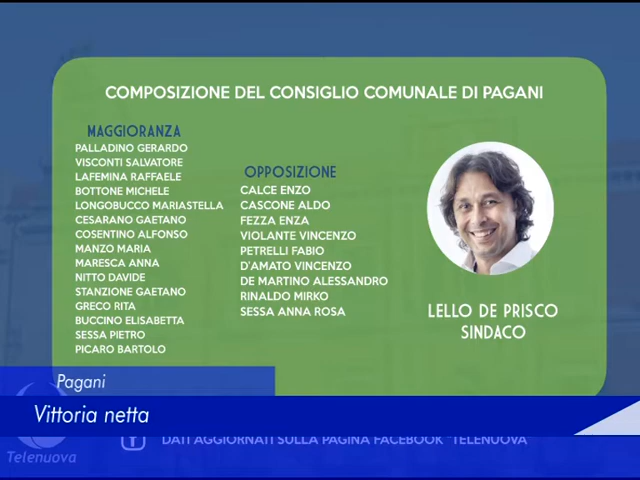 COMPOSIZIONE DEL CONSIGLIO COMUNALE DI PAGANI
MAGGIORANZA
PALLADINO GERARDO
VISCONTI SALVATORE
LAFEMINA RAFFAELE
BOTTONE MICHELE
LONGOBUCCO MARIASTELLA
CESARANO GAETANO
COSENTINO ALFONSO
MANZO MARIA
MARESCA ANNA
NITTO DAVIDE
STANZIONE GAETANO
GRECO RITA
BUCCINO ELISABETTA
SESSA PIETRO
PICARO BARTOLO
OPPOSIZIONE
CALCE ENZO
CASCONE ALDO
FEZZA ENZA
VIOLANTE VINCENZO
PETRELLI FABIO
D'AMATO VINCENZO
DE MARTINO ALESSANDRO
RINALDO MIRKO
SESSA ANNA ROSA
LELLO DE PRISCO
SINDACO
Pagani
Vittoria netta
DATI AGGIORNATI SULLA PAGINA FACEBOOK "TELENUOVA"
Telenuova